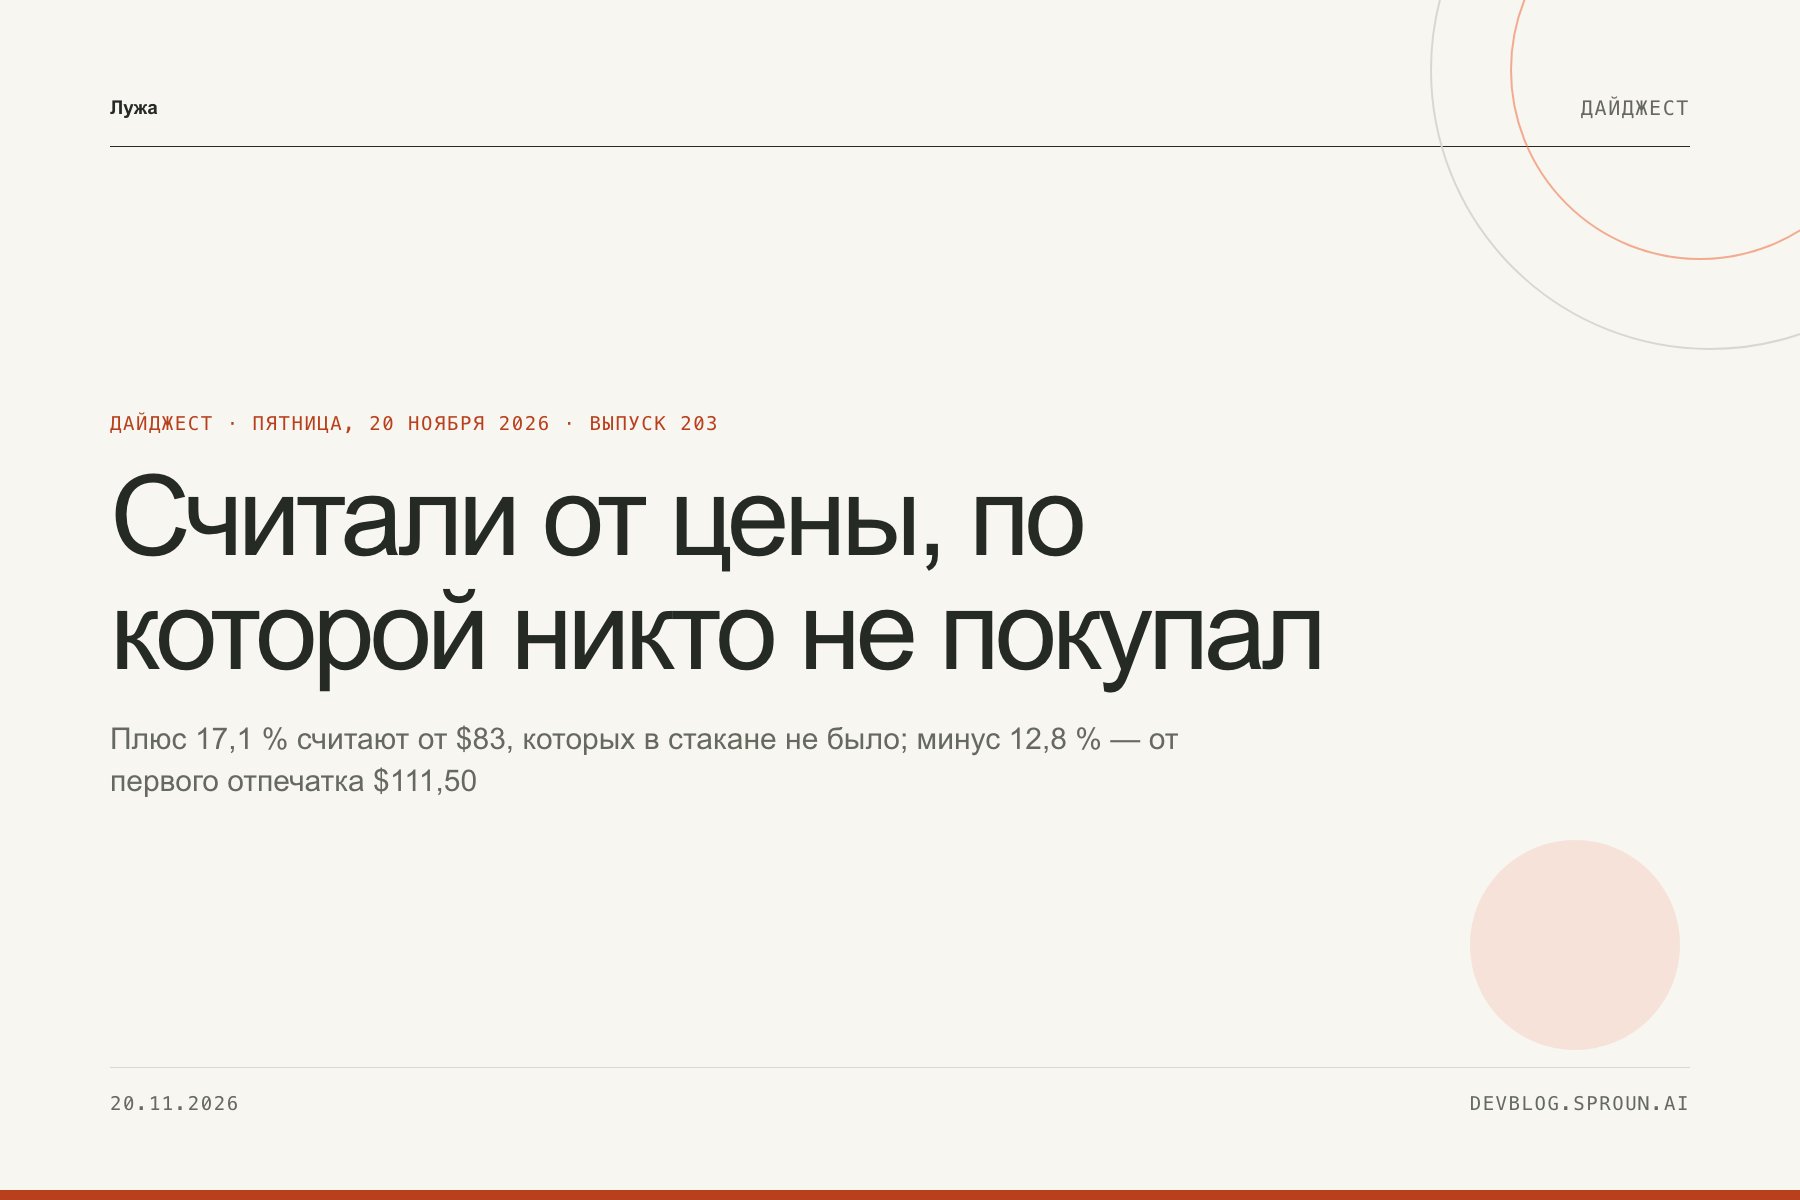 Лужа
ДАЙДЖЕСТ
ДАЙДЖЕСТ · ПЯТНИЦА, 20 НОЯБРЯ 2026 · ВЫПУСК 203
Считали от цены, по
которой никто не покупал
Плюс 17,1 % считают от $83, которых в стакане не было; минус 12,8 % — от
первого отпечатка $111,50
20.11.2026
DEVBLOG.SPROUN.AI